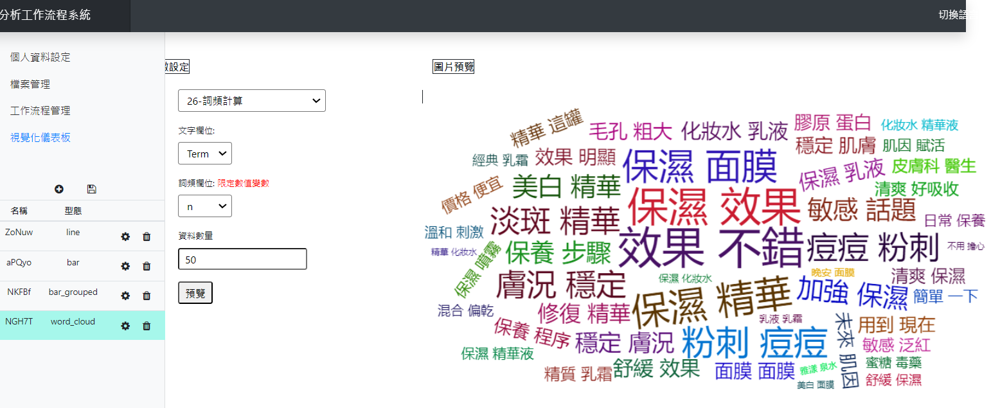 分析工作流程系統
切換語
個人資料設定
檔案管理
工作流程管理
視覺化儀表板
名稱 型態
ZoNuw line
aPQyo bar
NKFBf bar_grouped
NGH7T word_cloud
數設定
26-詞頻計算
文字欄位:
Term
詞頻欄位: 限定數值變數
n
資料數量
50
預覽
圖片預覽
精華 這罐
毛孔 粗大
化妝水 乳液
膠原 蛋白
化妝水 精華液
經典 乳霜
效果 明顯
保濕 面膜
穩定 肌膚
肌因 賦活
價格 便宜
美白 精華
保濕 乳液
皮膚科 醫生
清爽 好吸收
淡斑 精華
保濕 效果
敏感 話題
日常 保養
溫和 刺激
精華 化妝水
保養 步驟
效果 不錯
痘痘 粉刺
不用 擔心
保濕 噴霧
膚況 穩定
保濕 化妝水
晚安 面膜
清爽 保濕
加強 保濕
簡單 一下
混合 偏乾
修復 精華
保濕 精華
乳液 乳霜
未來 肌因
用到 現在
保養 程序
穩定 膚況
粉刺 痘痘
敏感 泛紅
保濕 精華液
精質 乳霜
舒緩 效果
面膜 面膜
雅漾 泉水
美白 面膜
蜜糖 毒藥
舒緩 保濕